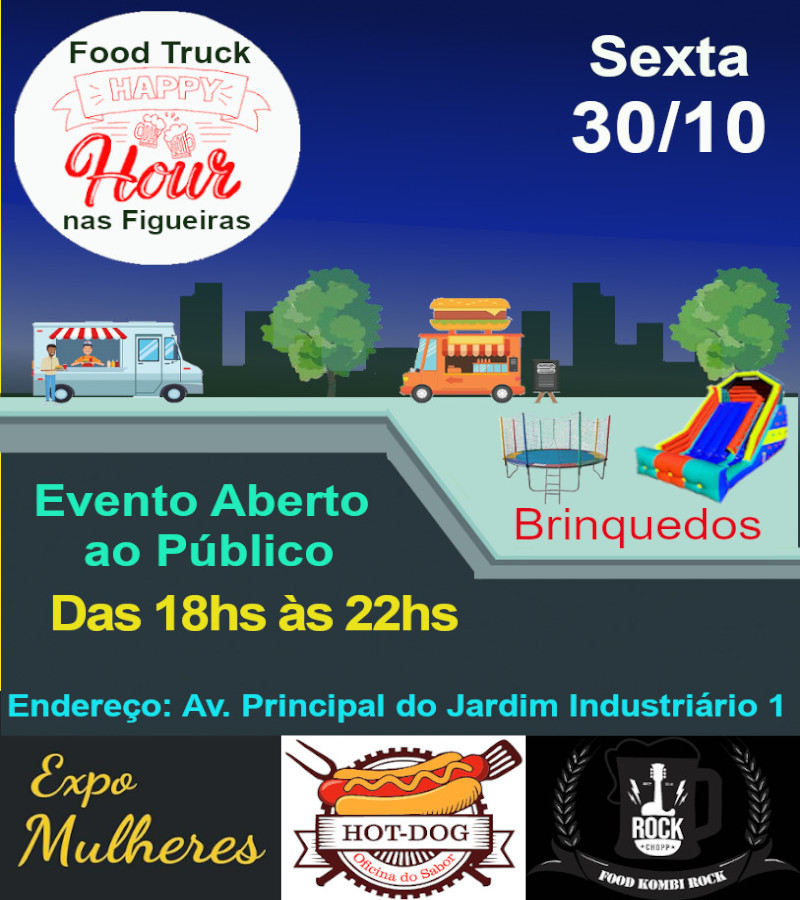 Food Truck
HAPPY
Hour
nas Figueiras
Sexta
30/10
Brinquedos
Evento Aberto
ao Público
Das 18hs às 22hs
Endereço: Av. Principal do Jardim Industriário 1
Expo
Mulheres
HOT-DOG
Oficina do Sabor
ROCK
CHOPP
FOOD KOMBI ROCK